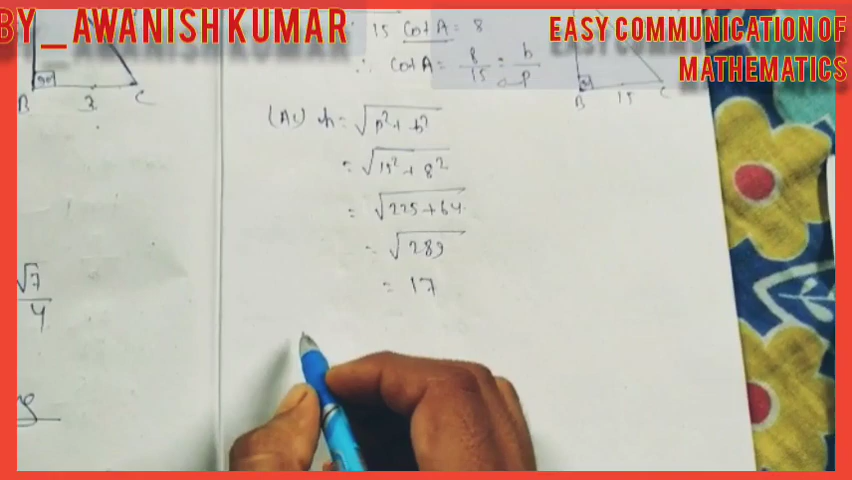 BY_ AWANISH KUMAR
EASY COMMUNICATION OF
MATHEMATICS
15 Cot A = 8
∴ Cot A = 8/15 = b/p
(AC) h = √p² + b²
= √15² + 8²
= √225 + 64
= √289
= 17
90°
B 3 C
B 15 C
√7/4